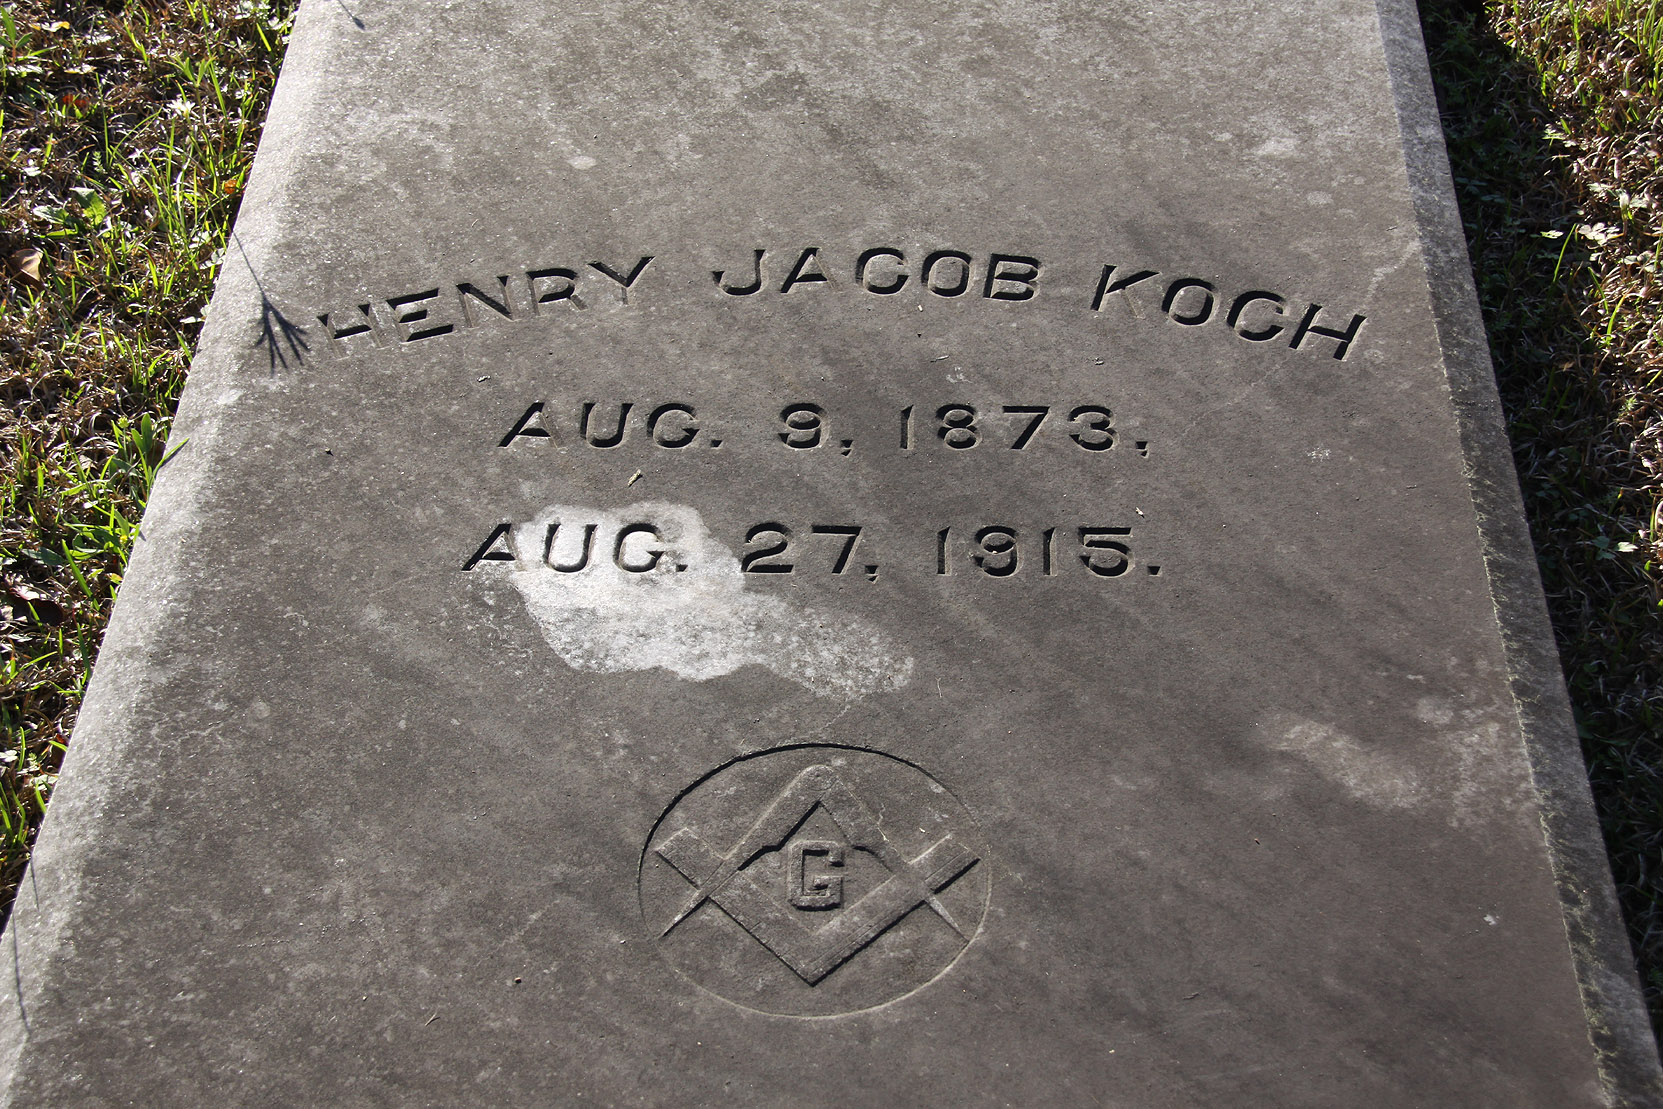 HENRY JACOB KOCH
AUG. 9, 1873,
AUG. 27, 1915.
G